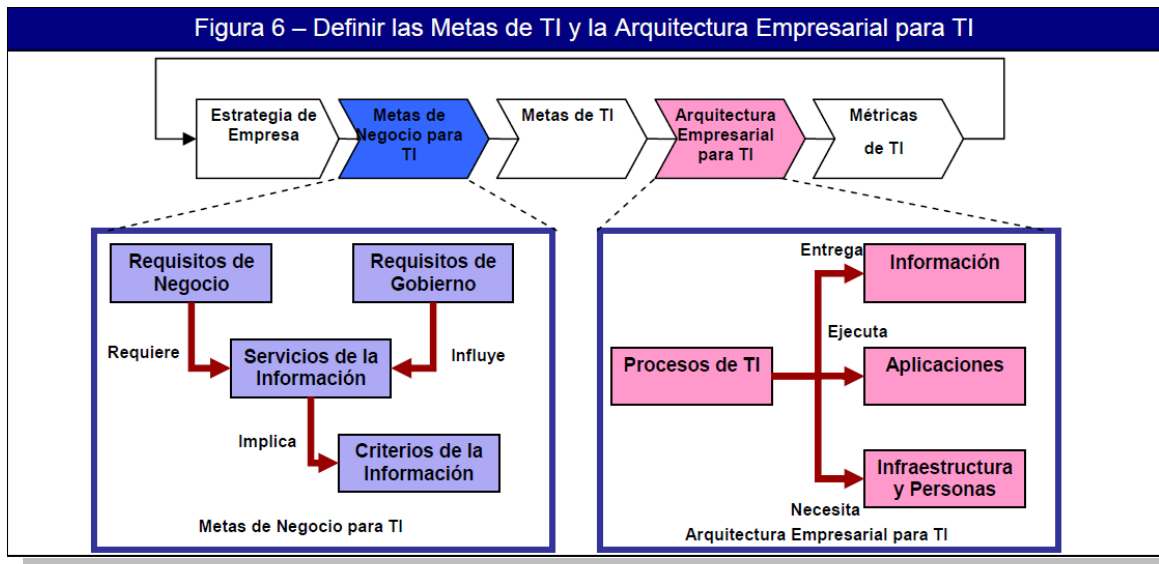 Figura 6 – Definir las Metas de TI y la Arquitectura Empresarial para TI
Estrategia de
Empresa
Metas de
Negocio para
TI
Metas de TI
Arquitectura
Empresarial
para TI
Métricas
de TI
Requisitos de
Negocio
Requisitos de
Gobierno
Requiere
Servicios de la
Información
Influye
Implica
Criterios de la
Información
Metas de Negocio para TI
Entrega
Información
Ejecuta
Procesos de TI
Aplicaciones
Infraestructura
y Personas
Necesita
Arquitectura Empresarial para TI